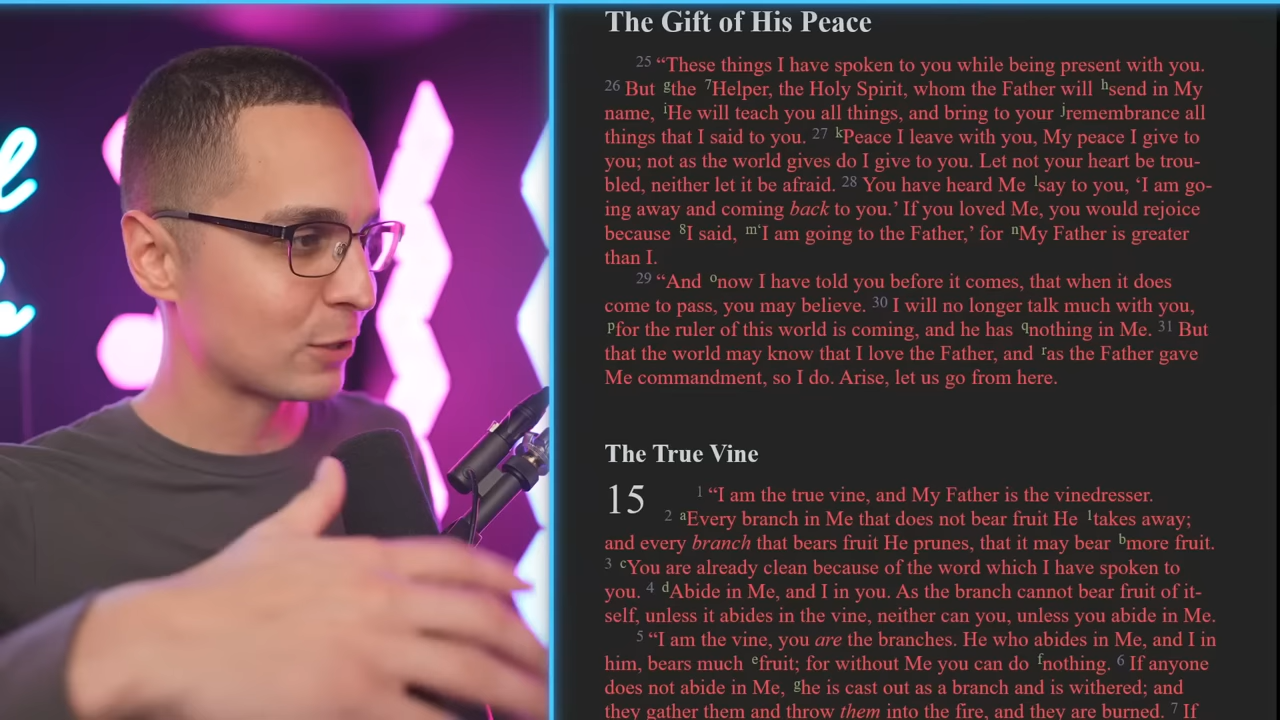 The Gift of His Peace
25 “These things I have spoken to you while being present with you.
26 But gthe 7Helper, the Holy Spirit, whom the Father will hsend in My
name, iHe will teach you all things, and bring to your jremembrance all
things that I said to you. 27 kPeace I leave with you, My peace I give to
you; not as the world gives do I give to you. Let not your heart be trou-
bled, neither let it be afraid. 28 You have heard Me lsay to you, ‘I am go-
ing away and coming back to you.’ If you loved Me, you would rejoice
because 8I said, m‘I am going to the Father,’ for nMy Father is greater
than I.
29 “And onow I have told you before it comes, that when it does
come to pass, you may believe. 30 I will no longer talk much with you,
pfor the ruler of this world is coming, and he has qnothing in Me. 31 But
that the world may know that I love the Father, and ras the Father gave
Me commandment, so I do. Arise, let us go from here.
The True Vine
15 1 “I am the true vine, and My Father is the vinedresser.
2 aEvery branch in Me that does not bear fruit He 1takes away;
and every branch that bears fruit He prunes, that it may bear bmore fruit.
3 cYou are already clean because of the word which I have spoken to
you. 4 dAbide in Me, and I in you. As the branch cannot bear fruit of it-
self, unless it abides in the vine, neither can you, unless you abide in Me.
5 “I am the vine, you are the branches. He who abides in Me, and I in
him, bears much efruit; for without Me you can do fnothing. 6 If anyone
does not abide in Me, ghe is cast out as a branch and is withered; and
they gather them and throw them into the fire, and they are burned. 7 If